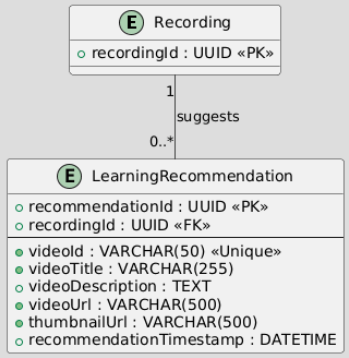 E Recording
recordingId : UUID «PK»
1
suggests
0..*
E LearningRecommendation
recommendationId : UUID «PK»
recordingId : UUID «FK»
videoId : VARCHAR(50) «Unique»
videoTitle : VARCHAR(255)
videoDescription : TEXT
videoUrl : VARCHAR(500)
thumbnailUrl : VARCHAR(500)
recommendationTimestamp : DATETIME